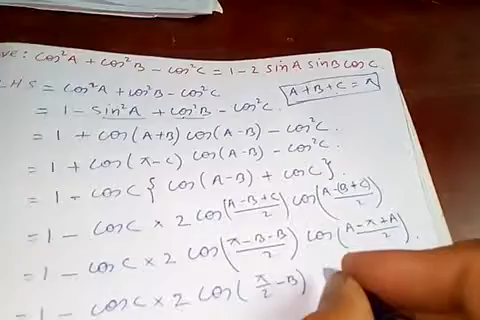 ve: cos²A + cos²B - cos²C = 1 - 2 sinA sinB cosC.
LHS = cos²A + cos²B - cos²C
A+B+C = π
= 1 - sin²A + cos²B - cos²C.
= 1 + cos(A+B) cos(A-B) - cos²C.
= 1 + cos(π-C) cos(A-B) - cos²C.
= 1 - cosC { cos(A-B) + cosC }.
= 1 - cosC × 2 cos((A-B+C)/2) cos((A-(B+C))/2)
= 1 - cosC × 2 cos((π-B-B)/2) cos((A-π+A)/2).
= 1 - cosC × 2 cos(π/2 - B)